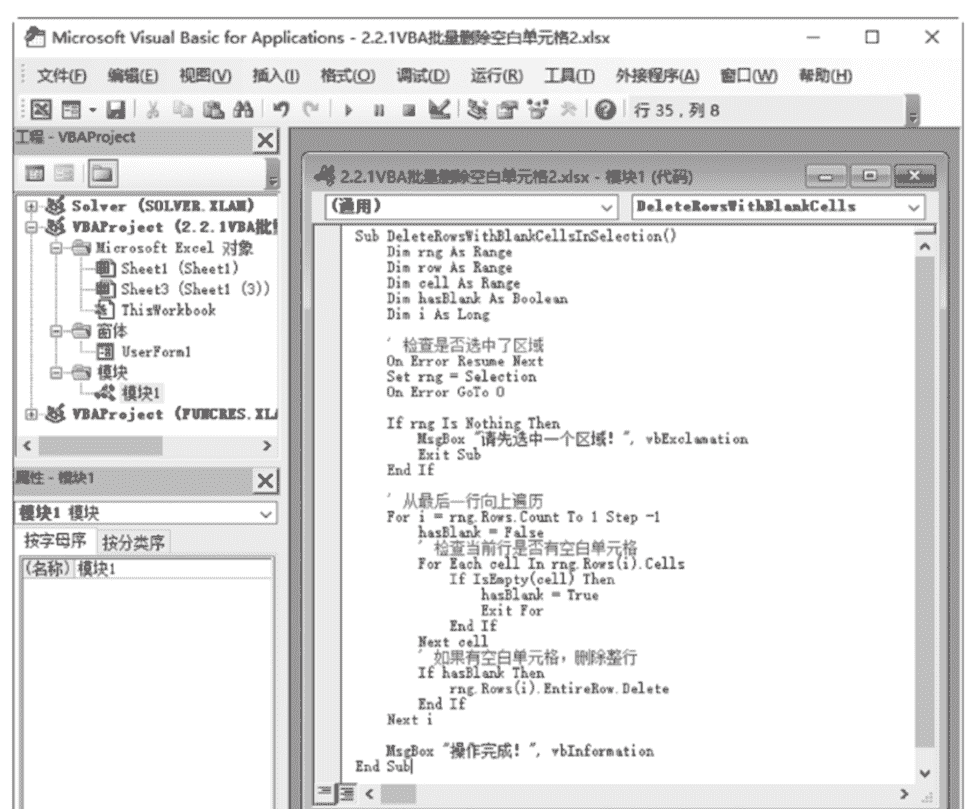 Microsoft Visual Basic for Applications - 2.2.1VBA批量删除空白单元格2.xlsx
文件(F) 编辑(E) 视图(V) 插入(I) 格式(O) 调试(D) 运行(R) 工具(T) 外接程序(A) 窗口(W) 帮助(H)
行 35 , 列 8
工程 - VBAProject
Solver (SOLVER.XLAM)
VBAProject (2.2.1VBA批
Microsoft Excel 对象
Sheet1 (Sheet1)
Sheet3 (Sheet1 (3))
ThisWorkbook
窗体
UserForm1
模块
模块1
VBAProject (FUNCRES.XLA
属性 - 模块1
模块1 模块
按字母序 按分类序
(名称) 模块1
2.2.1VBA批量删除空白单元格2.xlsx - 模块1 (代码)
(通用) DeleteRowsWithBlankCells
Sub DeleteRowsWithBlankCellsInSelection()
Dim rng As Range
Dim row As Range
Dim cell As Range
Dim hasBlank As Boolean
Dim i As Long
' 检查是否选中了区域
On Error Resume Next
Set rng = Selection
On Error GoTo 0
If rng Is Nothing Then
MsgBox "请先选中一个区域！", vbExclamation
Exit Sub
End If
' 从最后一行向上遍历
For i = rng.Rows.Count To 1 Step -1
hasBlank = False
' 检查当前行是否有空白单元格
For Each cell In rng.Rows(i).Cells
If IsEmpty(cell) Then
hasBlank = True
Exit For
End If
Next cell
' 如果有空白单元格，删除整行
If hasBlank Then
rng.Rows(i).EntireRow.Delete
End If
Next i
MsgBox "操作完成！", vbInformation
End Sub